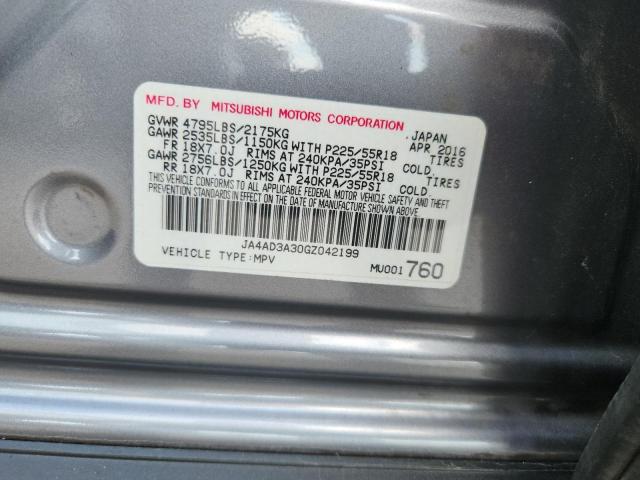 MFD. BY MITSUBISHI MOTORS CORPORATION JAPAN
GVWR 4795LBS/2175KG APR 2016
GAWR 2535LBS/1150KG WITH P225/55R18 TIRES
FR 18X7.0J RIMS AT 240KPA/35PSI COLD.
GAWR 2756LBS/1250KG WITH P225/55R18 TIRES
RR 18X7.0J RIMS AT 240KPA/35PSI COLD.
THIS VEHICLE CONFORMS TO ALL APPLICABLE FEDERAL MOTOR VEHICLE SAFETY AND THEFT
PREVENTION STANDARDS IN EFFECT ON THE DATE OF MANUFACTURE SHOWN ABOVE.
JA4AD3A30GZ042199
VEHICLE TYPE:MPV MU001760